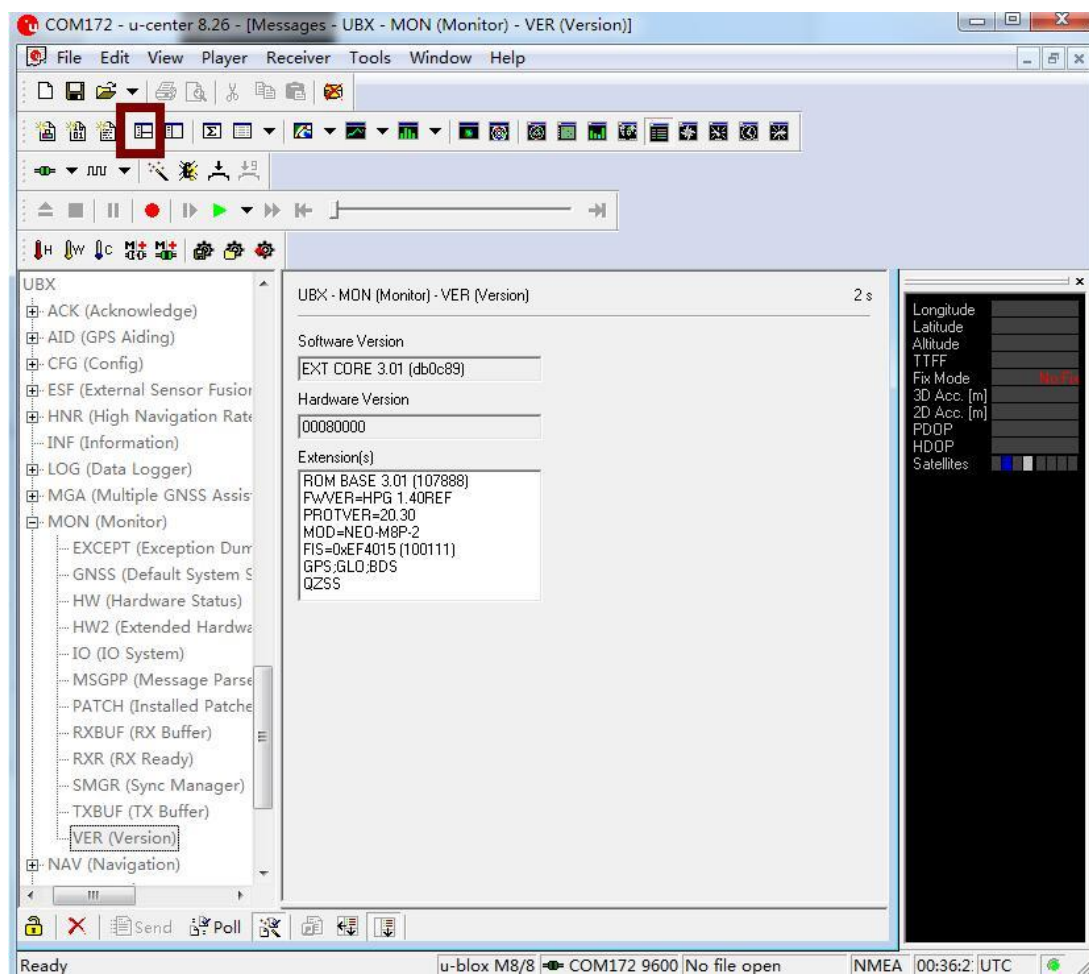 COM172 - u-center 8.26 - [Messages - UBX - MON (Monitor) - VER (Version)]
File Edit View Player Receiver Tools Window Help
H W C
UBX
ACK (Acknowledge)
AID (GPS Aiding)
CFG (Config)
ESF (External Sensor Fusion
HNR (High Navigation Rate
INF (Information)
LOG (Data Logger)
MGA (Multiple GNSS Assis
MON (Monitor)
EXCEPT (Exception Dum
GNSS (Default System S
HW (Hardware Status)
HW2 (Extended Hardwa
IO (IO System)
MSGPP (Message Parse
PATCH (Installed Patche
RXBUF (RX Buffer)
RXR (RX Ready)
SMGR (Sync Manager)
TXBUF (TX Buffer)
VER (Version)
NAV (Navigation)
UBX - MON (Monitor) - VER (Version) 2 s
Software Version
EXT CORE 3.01 (db0c89)
Hardware Version
00080000
Extension(s)
ROM BASE 3.01 (107888)
FWVER=HPG 1.40REF
PROTVER=20.30
MOD=NEO-M8P-2
FIS=0xEF4015 (100111)
GPS;GLO;BDS
QZSS
Longitude
Latitude
Altitude
TTFF
Fix Mode No Fix
3D Acc. [m]
2D Acc. [m]
PDOP
HDOP
Satellites
Send Poll
Ready u-blox M8/8 COM172 9600 No file open NMEA 00:36:2 UTC